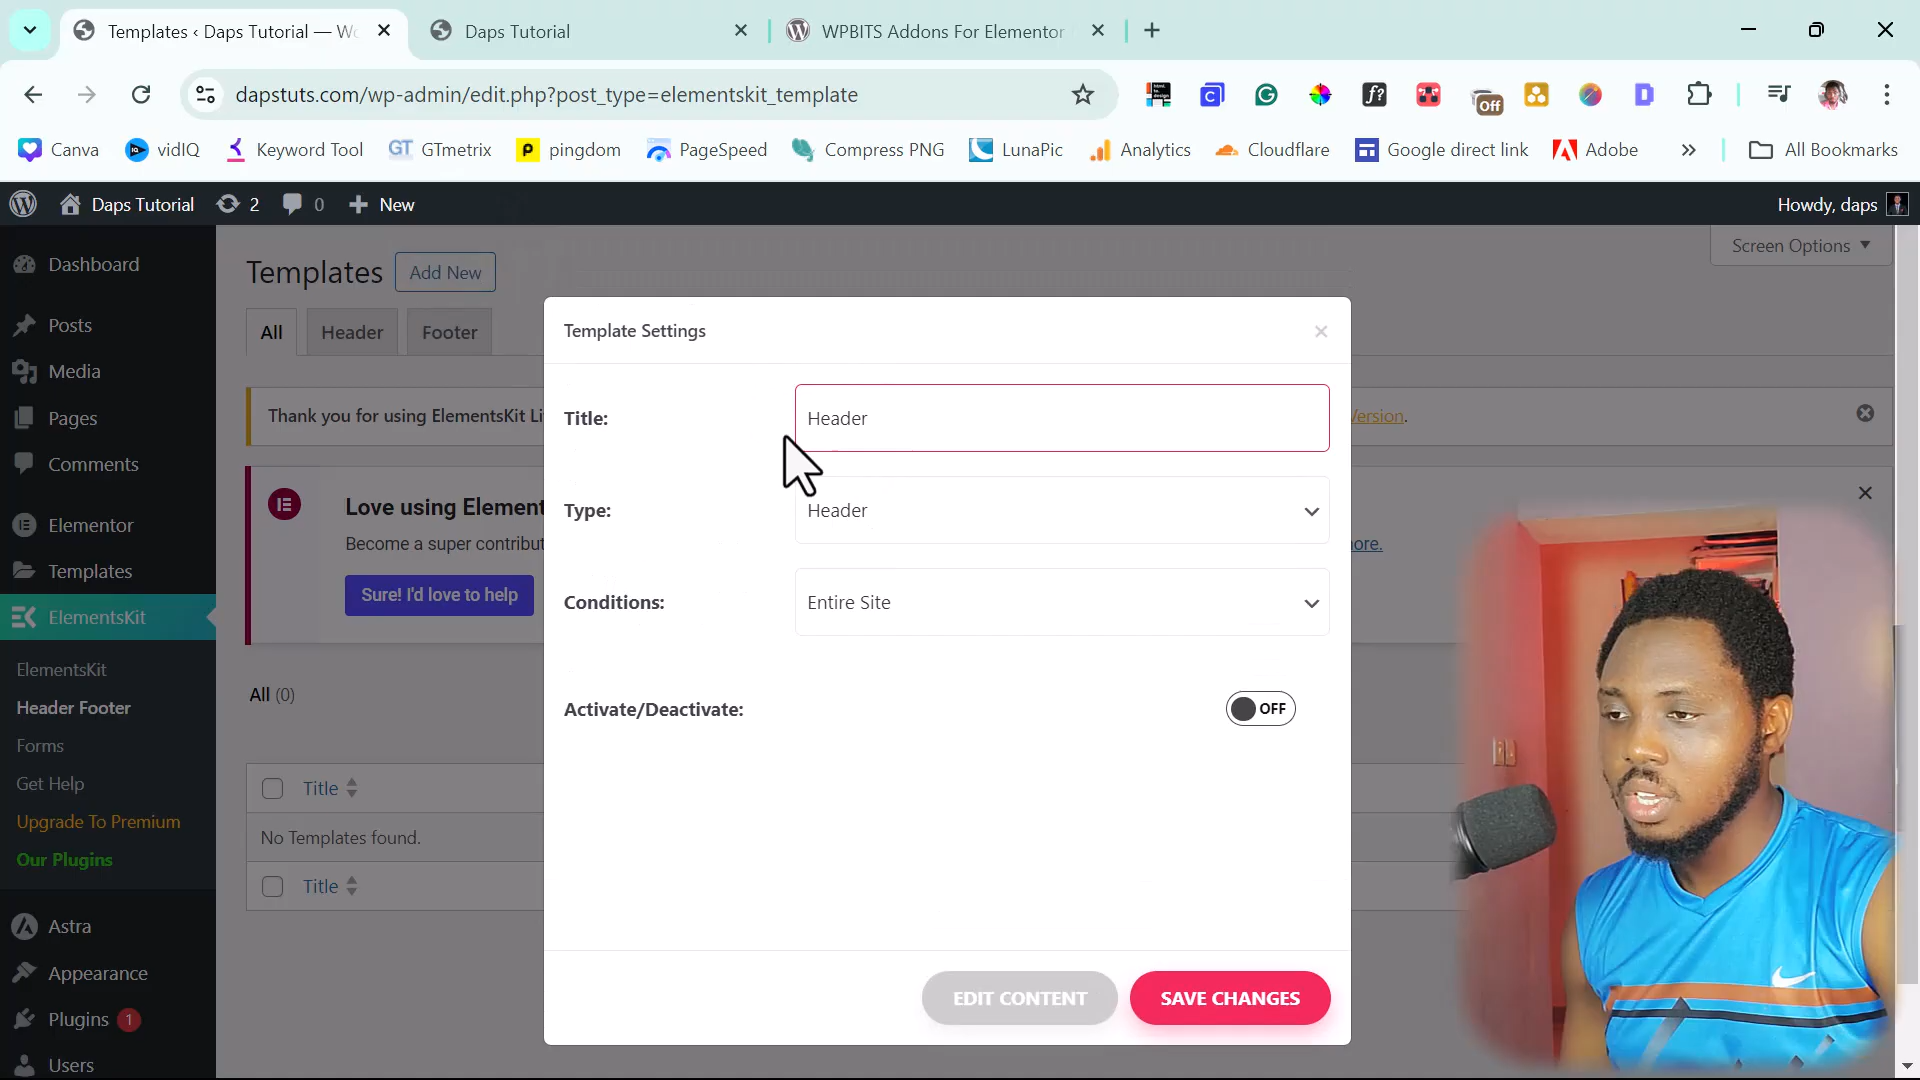 Templates ‹ Daps Tutorial — Wo
Daps Tutorial
WPBITS Addons For Elementor
dapstuts.com/wp-admin/edit.php?post_type=elementskit_template
Off
Canva
vidIQ
Keyword Tool
GTmetrix
pingdom
PageSpeed
Compress PNG
LunaPic
Analytics
Cloudflare
Google direct link
Adobe
All Bookmarks
Daps Tutorial
2
0
New
Howdy, daps
Dashboard
Posts
Media
Pages
Comments
Elementor
Templates
ElementsKit
ElementsKit
Header Footer
Forms
Get Help
Upgrade To Premium
Our Plugins
Astra
Appearance
Plugins 1
Users
Screen Options
Templates
Add New
All
Header
Footer
Thank you for using ElementsKit Li
Version.
Love using Element
Become a super contribut
ore.
Sure! I'd love to help
All (0)
Title
No Templates found.
Title
Template Settings
Title:
Header
Type:
Header
Conditions:
Entire Site
Activate/Deactivate:
OFF
EDIT CONTENT
SAVE CHANGES